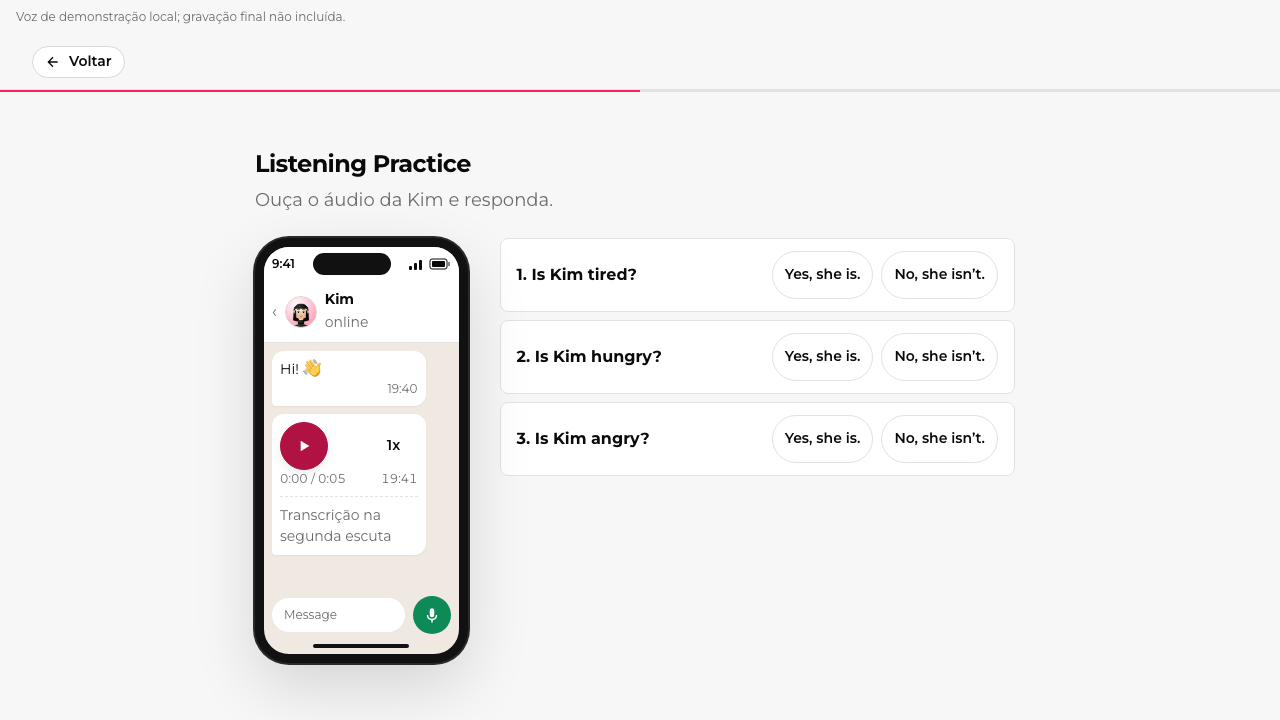 Voz de demonstração local; gravação final não incluída.
Voltar
Listening Practice
Ouça o áudio da Kim e responda.
9:41
Kim
online
Hi! 👋
19:40
1x
0:00 / 0:05 19:41
Transcrição na
segunda escuta
Message
1. Is Kim tired? Yes, she is. No, she isn’t.
2. Is Kim hungry? Yes, she is. No, she isn’t.
3. Is Kim angry? Yes, she is. No, she isn’t.